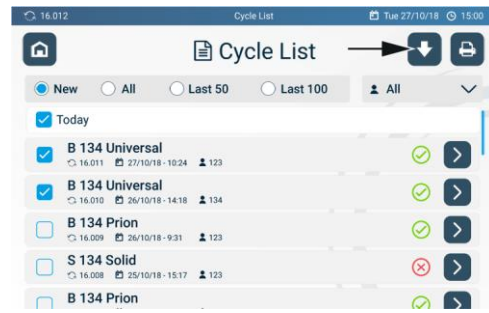 16.012 Cycle List Tue 27/10/18 15:00
Cycle List
New All Last 50 Last 100 All
Today
B 134 Universal
16.011 27/10/18 - 10:24 123
B 134 Universal
16.010 26/10/18 - 14:18 134
B 134 Prion
16.009 26/10/18 - 9:31 123
S 134 Solid
16.008 25/10/18 - 15:17 123
B 134 Prion